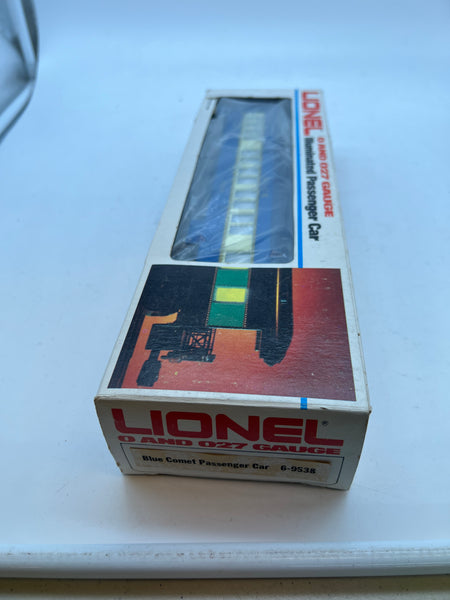 LIONEL
O AND O27 GAUGE
Illuminated Passenger Car
LIONEL®
O AND O27 GAUGE
Blue Comet Passenger Car 6-9538